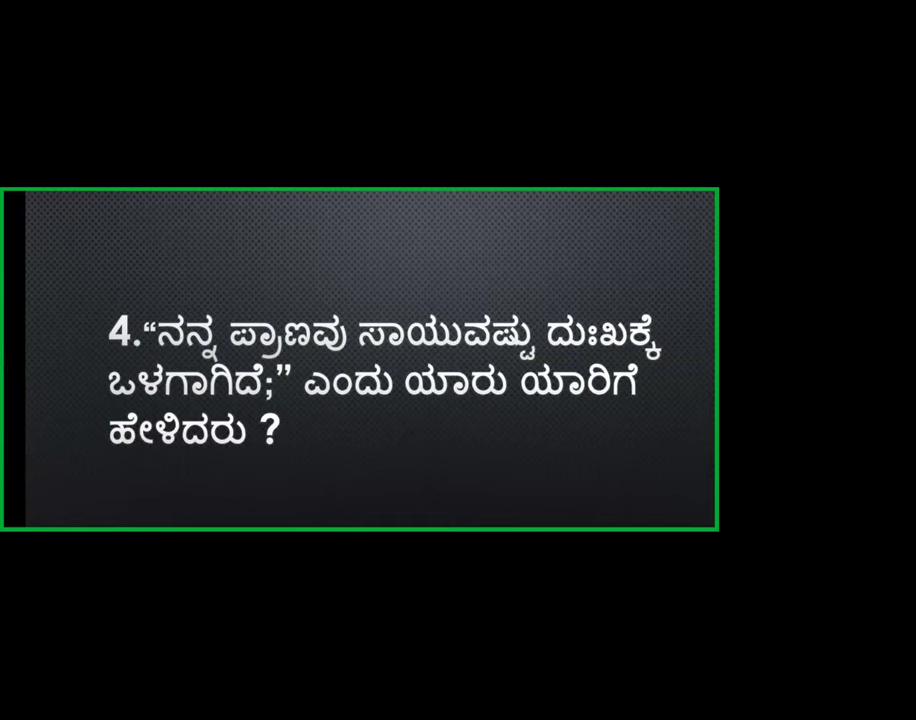 4.“ನನ್ನ ಪ್ರಾಣವು ಸಾಯುವಷ್ಟು ದುಃಖಕ್ಕೆ
ಒಳಗಾಗಿದೆ;” ಎಂದು ಯಾರು ಯಾರಿಗೆ
ಹೇಳಿದರು ?